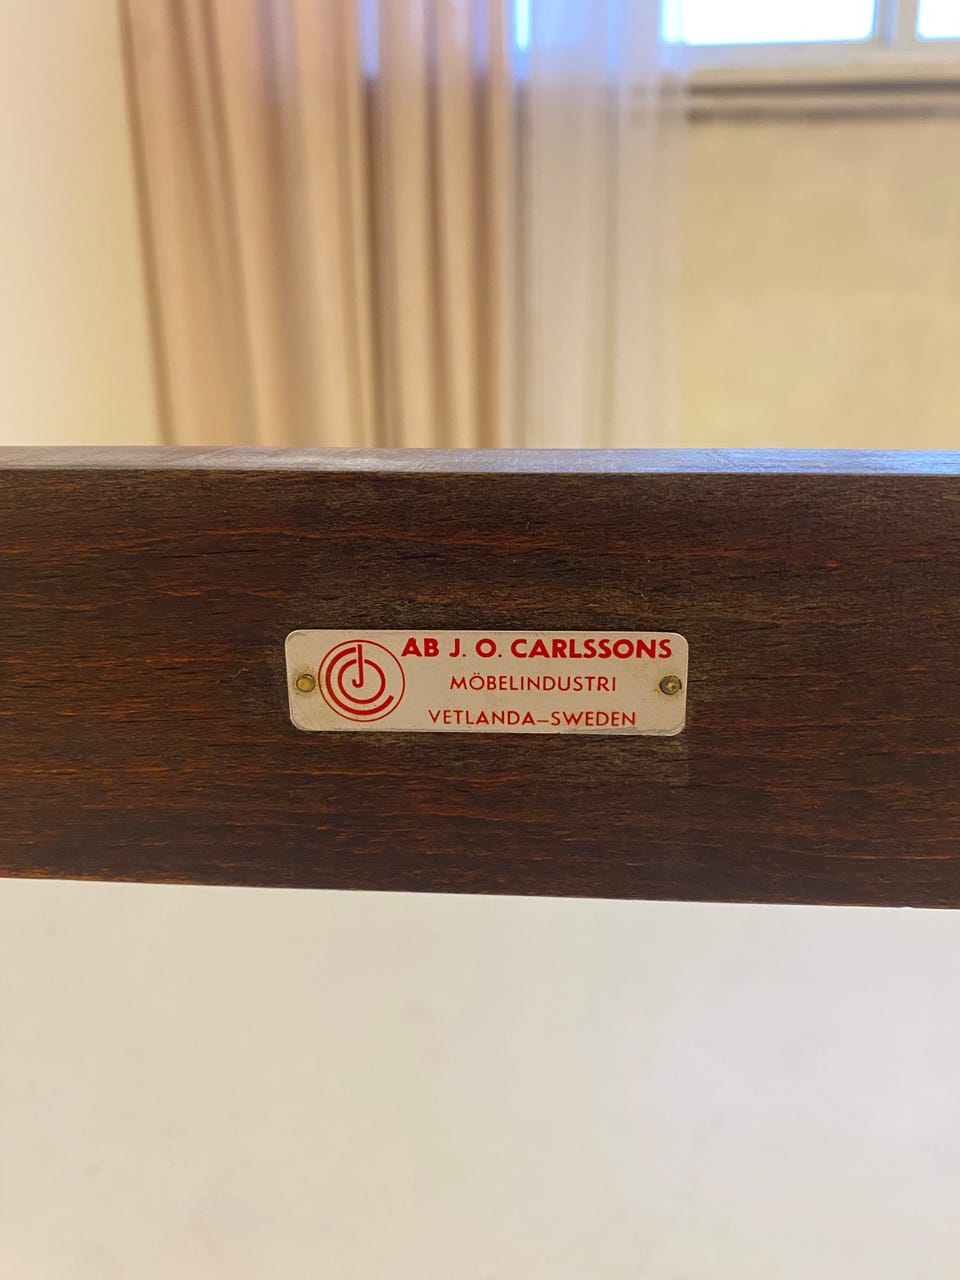 AB J. O. CARLSSONS
MÖBELINDUSTRI
VETLANDA–SWEDEN